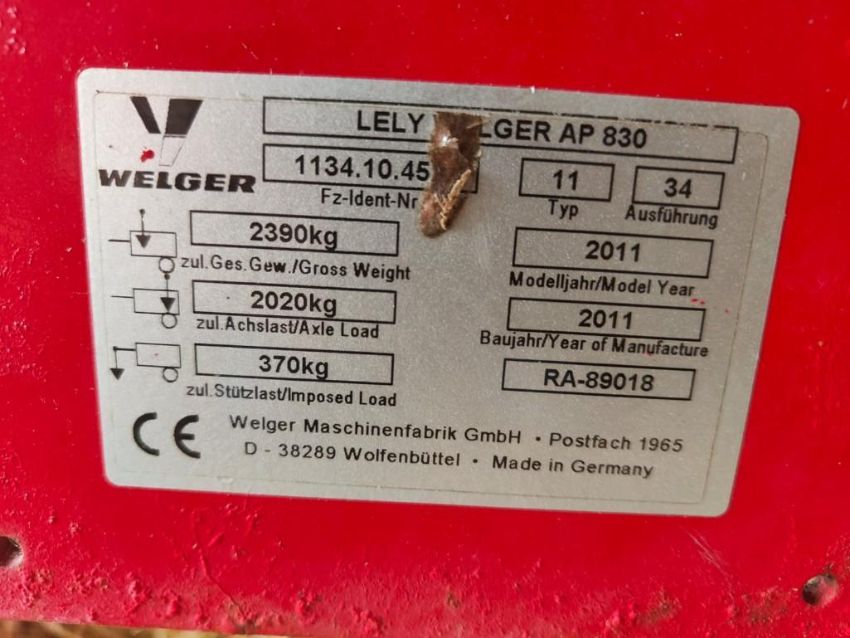 LELY WELGER AP 830
WELGER
1134.10.45
11
34
Fz-Ident-Nr
Typ
Ausführung
2390kg
2011
zul.Ges.Gew./Gross Weight
Modelljahr/Model Year
2020kg
2011
zul.Achslast/Axle Load
Baujahr/Year of Manufacture
370kg
RA-89018
zul.Stützlast/Imposed Load
CE
Welger Maschinenfabrik GmbH • Postfach 1965
D - 38289 Wolfenbüttel • Made in Germany